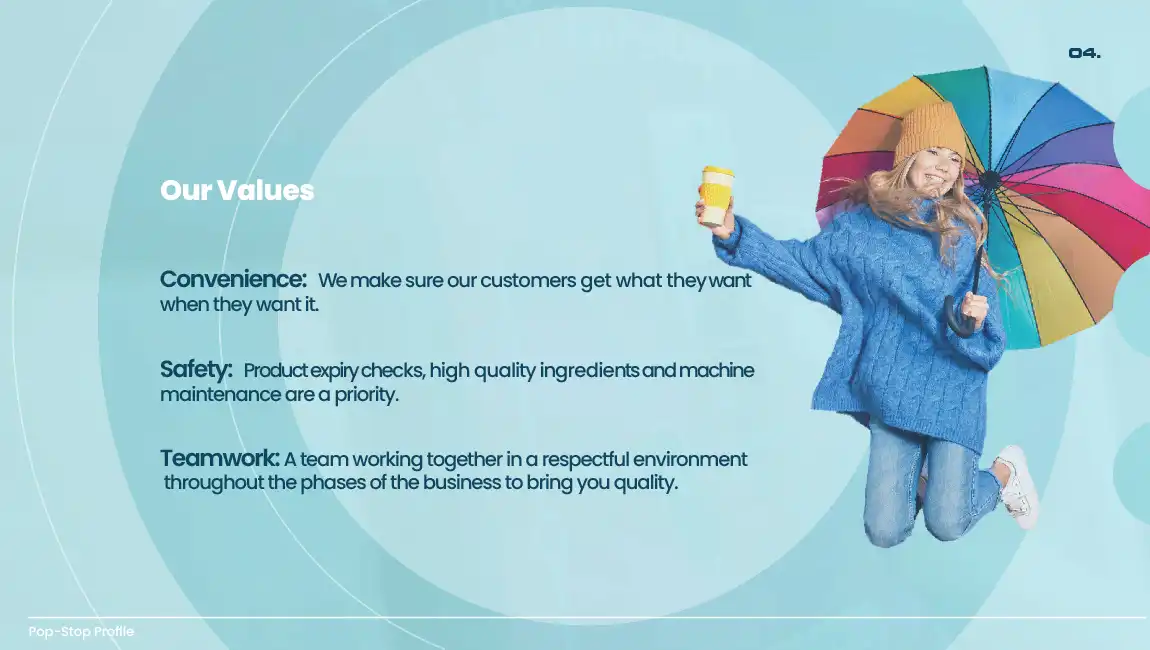 04.
Our Values
Convenience: We make sure our customers get what they want
when they want it.
Safety: Product expiry checks, high quality ingredients and machine
maintenance are a priority.
Teamwork: A team working together in a respectful environment
throughout the phases of the business to bring you quality.
Pop-Stop Profile